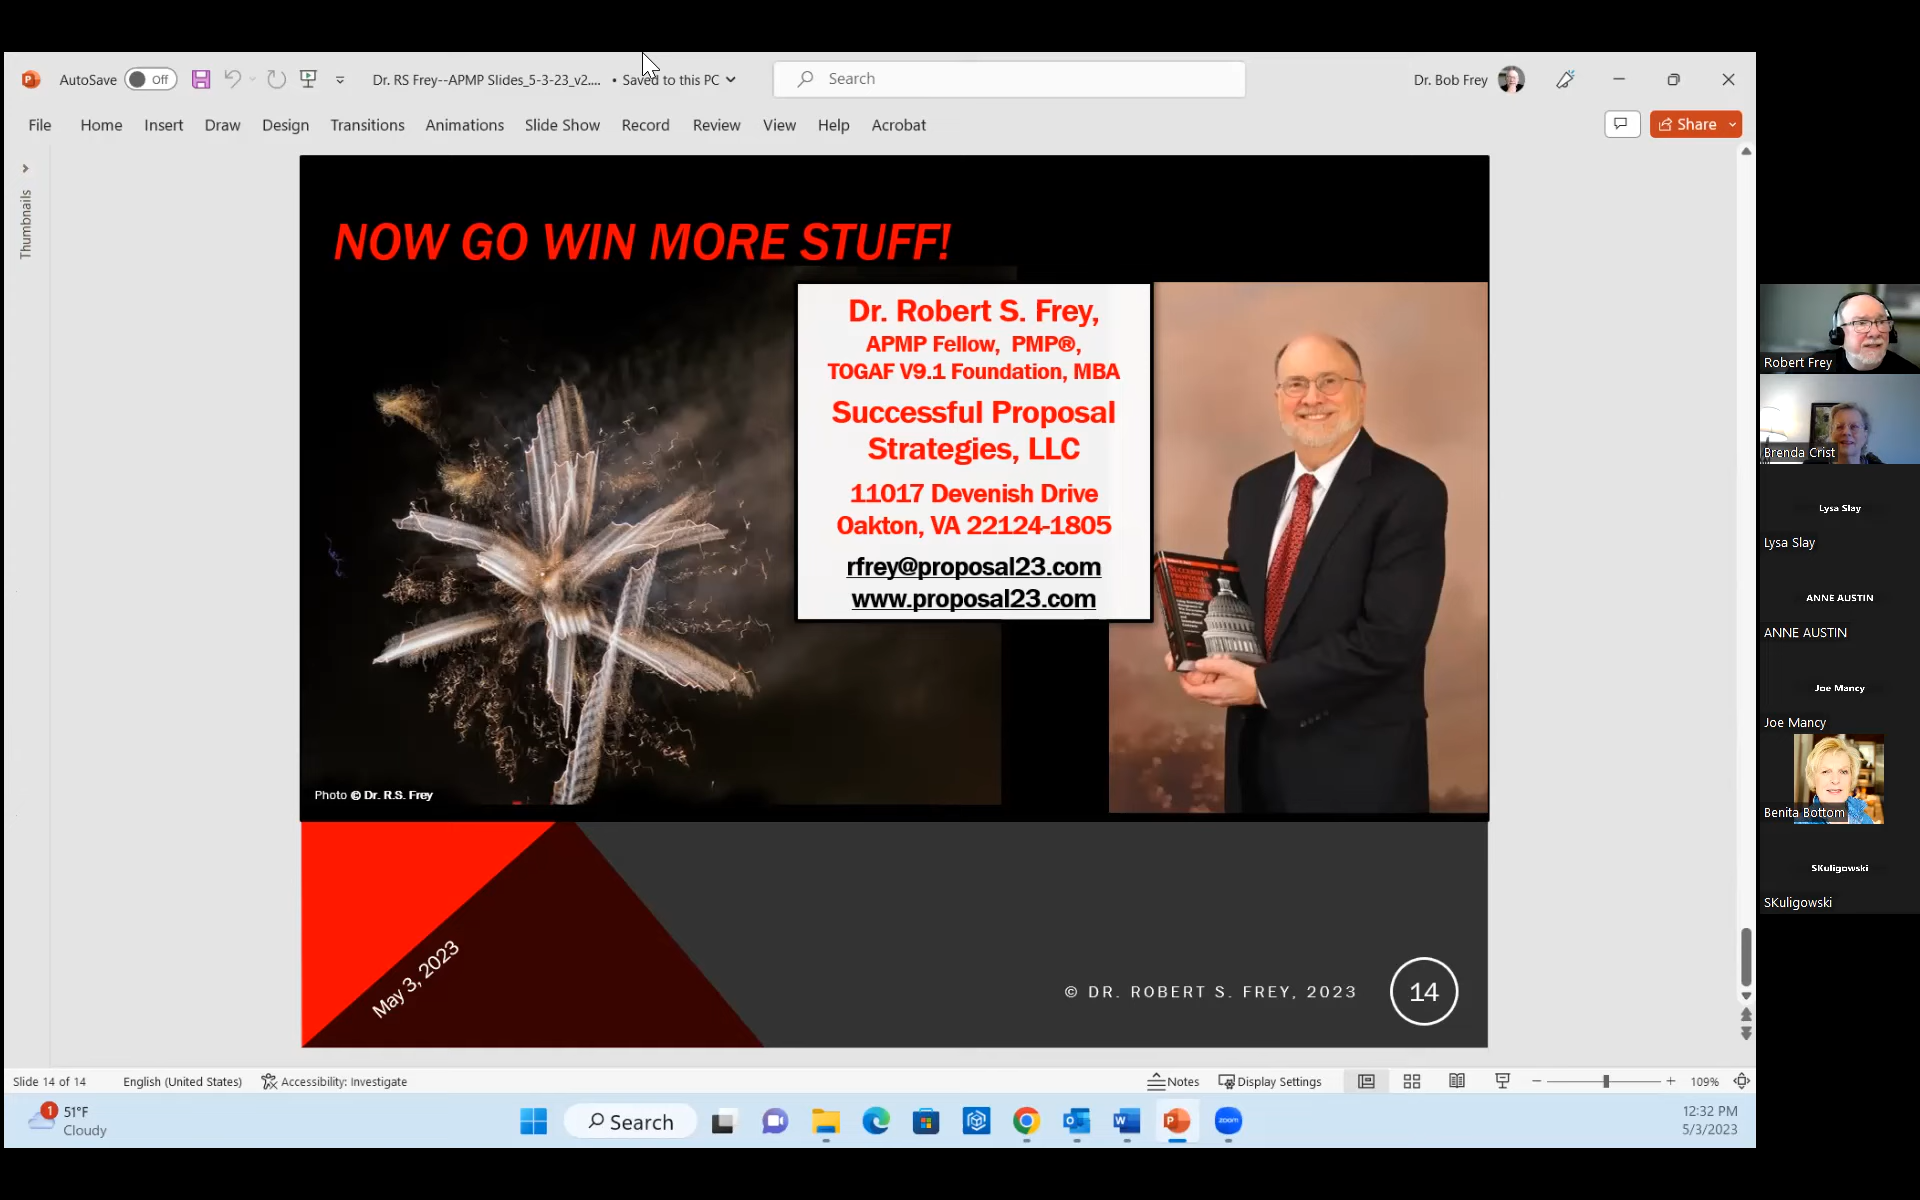 AutoSave Off
Dr. RS Frey--APMP Slides_5-3-23_v2.... • Saved to this PC
Search
Dr. Bob Frey
File Home Insert Draw Design Transitions Animations Slide Show Record Review View Help Acrobat
Share
Thumbnails
NOW GO WIN MORE STUFF!
Dr. Robert S. Frey,
APMP Fellow, PMP®,
TOGAF V9.1 Foundation, MBA
Successful Proposal
Strategies, LLC
11017 Devenish Drive
Oakton, VA 22124-1805
rfrey@proposal23.com
www.proposal23.com
SUCCESSFUL
PROPOSAL
STRATEGIES
Photo © Dr. R.S. Frey
May 3, 2023
© DR. ROBERT S. FREY, 2023
14
Robert Frey
Brenda Crist
Lysa Slay
Lysa Slay
ANNE AUSTIN
ANNE AUSTIN
Joe Mancy
Joe Mancy
Benita Bottom
SKuligowski
SKuligowski
Slide 14 of 14
English (United States)
Accessibility: Investigate
Notes
Display Settings
109%
1
51°F
Cloudy
Search
zoom
12:32 PM
5/3/2023